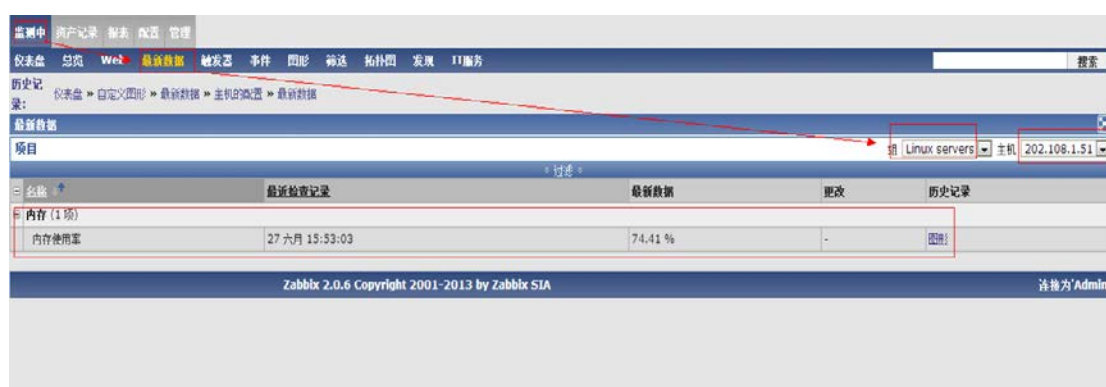 监测中 资产记录 报表 配置 管理
仪表盘 总览 Web 最新数据 触发器 事件 图形 筛选 拓扑图 发现 IT服务 搜索
历史记录: 仪表盘 » 自定义图形 » 最新数据 » 主机的配置 » 最新数据
最新数据
项目 组 Linux servers 主机 202.108.1.51
过滤
名称 最近检查记录 最新数据 更改 历史记录
内存 (1 项)
内存使用率 27 六月 15:53:03 74.41 % - 图形
Zabbix 2.0.6 Copyright 2001-2013 by Zabbix SIA 连接为'Admin